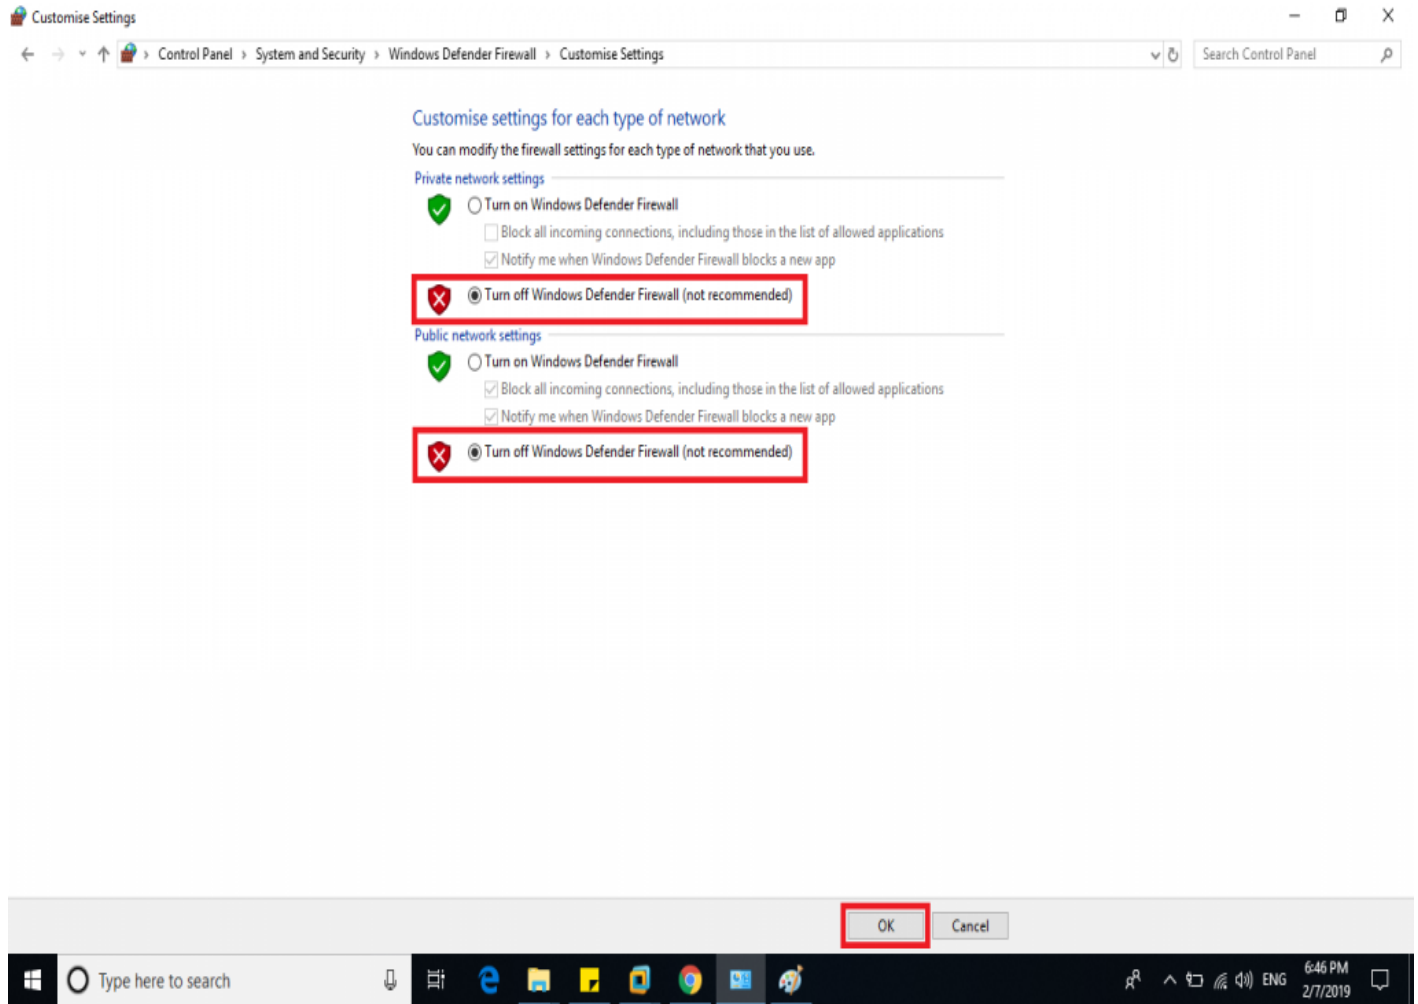 Customise Settings
Control Panel > System and Security > Windows Defender Firewall > Customise Settings
Search Control Panel
Customise settings for each type of network
You can modify the firewall settings for each type of network that you use.
Private network settings
Turn on Windows Defender Firewall
Block all incoming connections, including those in the list of allowed applications
Notify me when Windows Defender Firewall blocks a new app
Turn off Windows Defender Firewall (not recommended)
Public network settings
Turn on Windows Defender Firewall
Block all incoming connections, including those in the list of allowed applications
Notify me when Windows Defender Firewall blocks a new app
Turn off Windows Defender Firewall (not recommended)
OK
Cancel
Type here to search
ENG
6:46 PM
2/7/2019